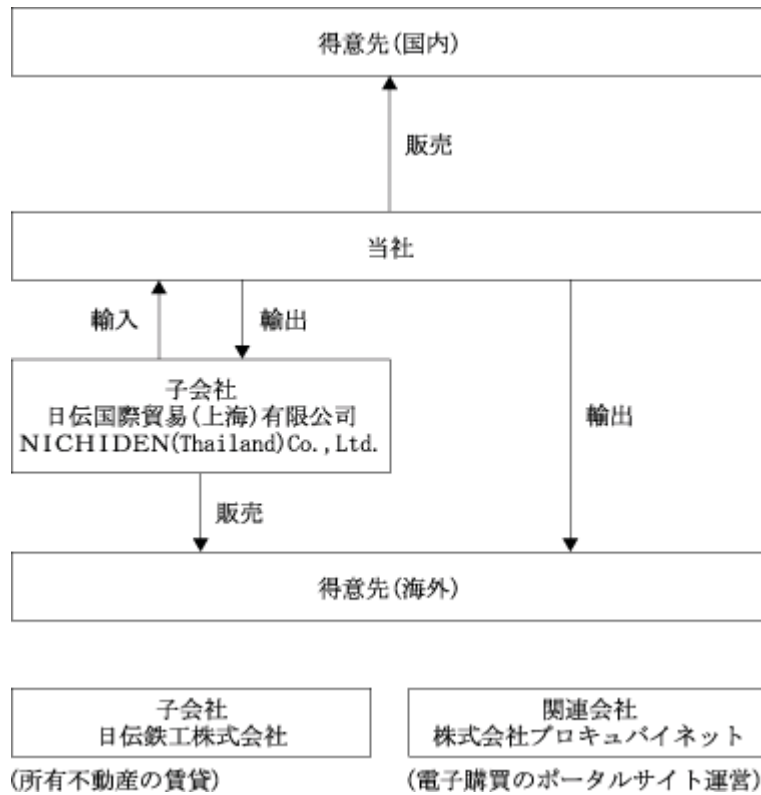 得意先(国内)
販売
当社
輸入
輸出
子会社
日伝国際貿易(上海)有限公司
NICHIDEN(Thailand)Co.,Ltd.
輸出
販売
得意先(海外)
子会社
日伝鉄工株式会社
(所有不動産の賃貸)
関連会社
株式会社プロキュバイネット
(電子購買のポータルサイト運営)